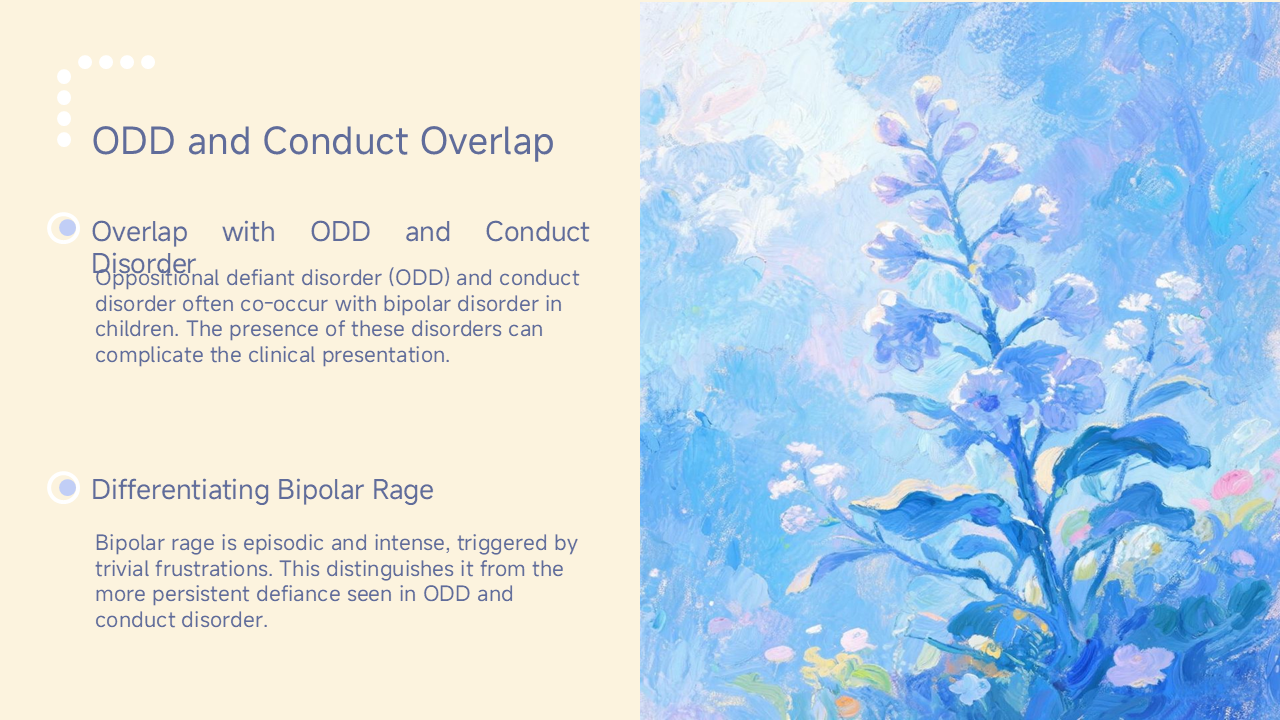 ODD and Conduct Overlap
Overlap with ODD and Conduct
Disorder
Oppositional defiant disorder (ODD) and conduct
disorder often co-occur with bipolar disorder in
children. The presence of these disorders can
complicate the clinical presentation.
Differentiating Bipolar Rage
Bipolar rage is episodic and intense, triggered by
trivial frustrations. This distinguishes it from the
more persistent defiance seen in ODD and
conduct disorder.